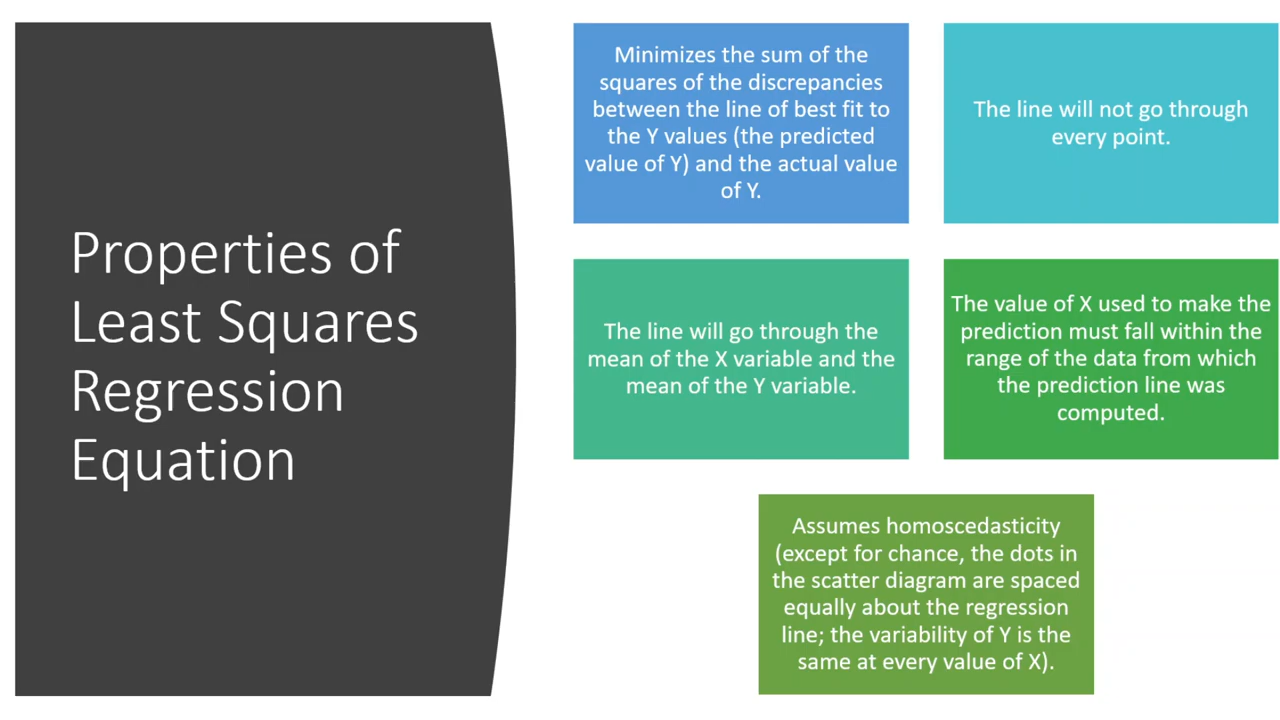 Properties of
Least Squares
Regression
Equation
Minimizes the sum of the
squares of the discrepancies
between the line of best fit to
the Y values (the predicted
value of Y) and the actual value
of Y.
The line will not go through
every point.
The line will go through the
mean of the X variable and the
mean of the Y variable.
The value of X used to make the
prediction must fall within the
range of the data from which
the prediction line was
computed.
Assumes homoscedasticity
(except for chance, the dots in
the scatter diagram are spaced
equally about the regression
line; the variability of Y is the
same at every value of X).